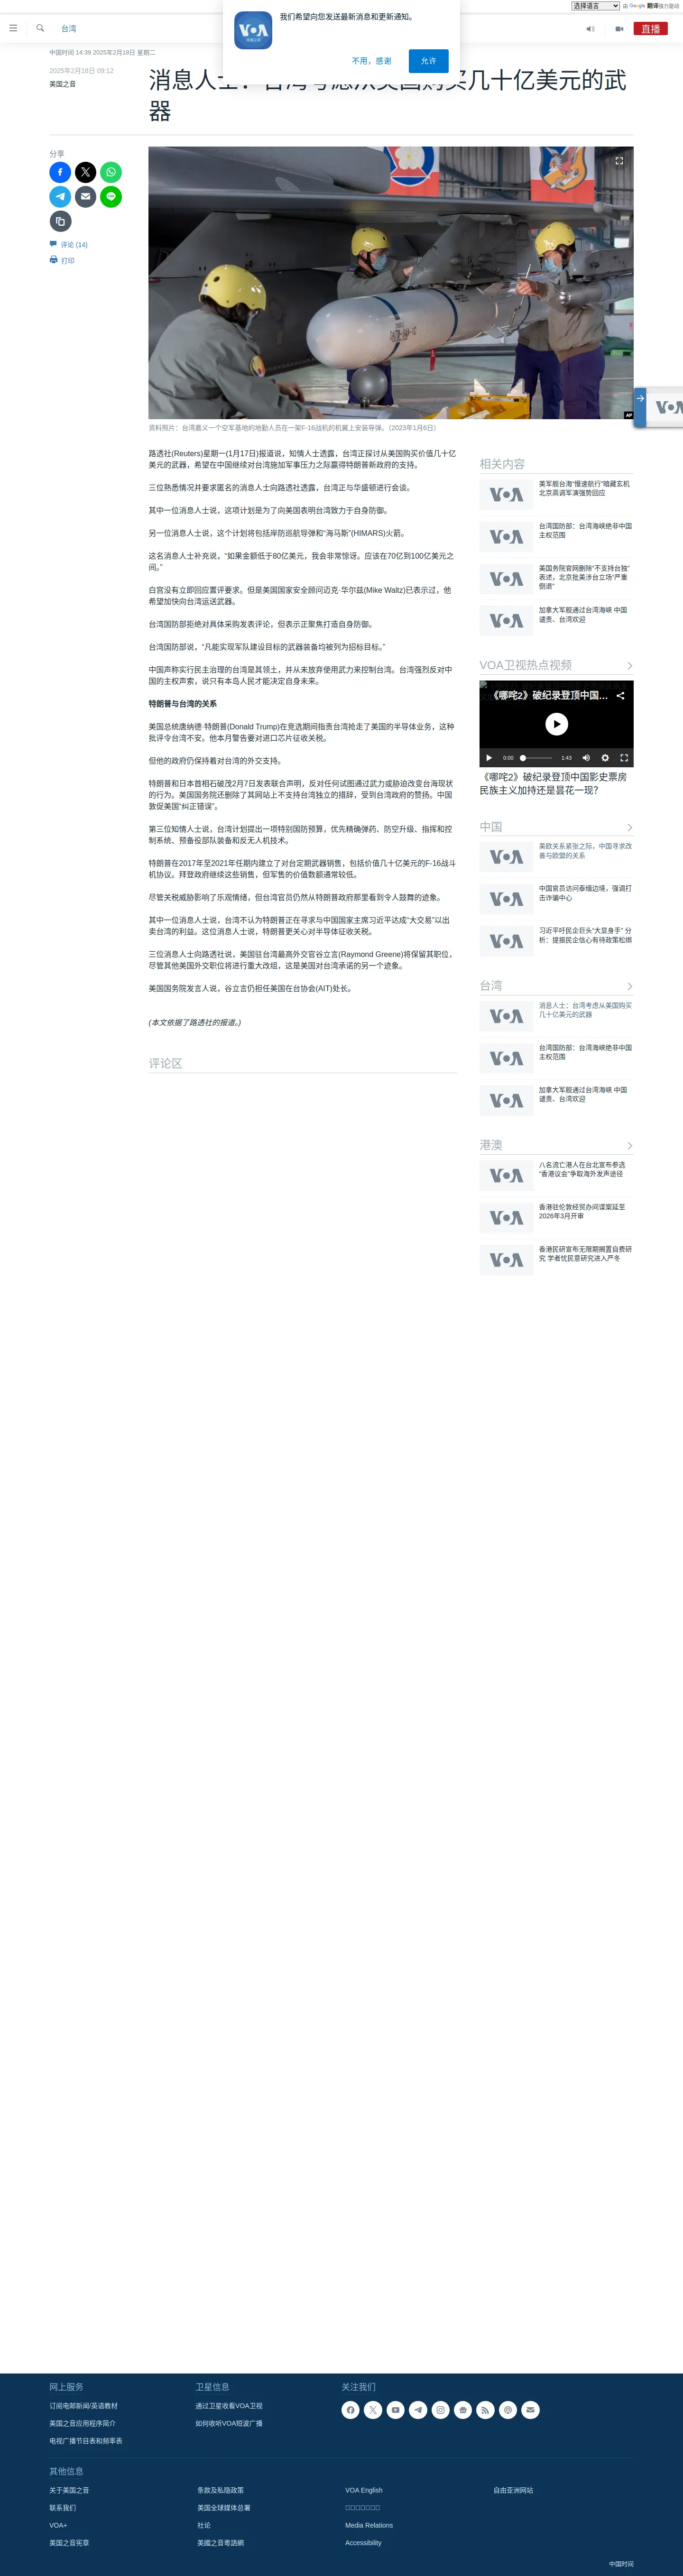 选择语言 由 Google 翻译强力驱动
VOA
美国之音
我们希望向您发送最新消息和更新通知。
不用，感谢
允许
台湾
直播
中国时间 14:39 2025年2月18日 星期二
2025年2月18日 09:12
美国之音
消息人士：台湾考虑从美国购买几十亿美元的武
器
分享
评论 (14)
打印
AP
VOA
资料照片：台湾嘉义一个空军基地的地勤人员在一架F-16战机的机翼上安装导弹。（2023年1月6日）
路透社(Reuters)星期一(1月17日)报道说，知情人士透露，台湾正探讨从美国购买价值几十亿
美元的武器，希望在中国继续对台湾施加军事压力之际赢得特朗普新政府的支持。
三位熟悉情况并要求匿名的消息人士向路透社透露，台湾正与华盛顿进行会谈。
其中一位消息人士说，这项计划是为了向美国表明台湾致力于自身防御。
另一位消息人士说，这个计划将包括岸防巡航导弹和“海马斯”(HIMARS)火箭。
这名消息人士补充说，“如果金额低于80亿美元，我会非常惊讶。应该在70亿到100亿美元之
间。”
白宫没有立即回应置评要求。但是美国国家安全顾问迈克·华尔兹(Mike Waltz)已表示过，他
希望加快向台湾运送武器。
台湾国防部拒绝对具体采购发表评论，但表示正聚焦打造自身防御。
台湾国防部说，“凡能实现军队建设目标的武器装备均被列为招标目标。”
中国声称实行民主治理的台湾是其领土，并从未放弃使用武力来控制台湾。台湾强烈反对中
国的主权声索，说只有本岛人民才能决定自身未来。
特朗普与台湾的关系
美国总统唐纳德·特朗普(Donald Trump)在竞选期间指责台湾抢走了美国的半导体业务，这种
批评令台湾不安。他本月警告要对进口芯片征收关税。
但他的政府仍保持着对台湾的外交支持。
特朗普和日本首相石破茂2月7日发表联合声明，反对任何试图通过武力或胁迫改变台海现状
的行为。美国国务院还删除了其网站上不支持台湾独立的措辞，受到台湾政府的赞扬。中国
敦促美国“纠正错误”。
第三位知情人士说，台湾计划提出一项特别国防预算，优先精确弹药、防空升级、指挥和控
制系统、预备役部队装备和反无人机技术。
特朗普在2017年至2021年任期内建立了对台定期武器销售，包括价值几十亿美元的F-16战斗
机协议。拜登政府继续这些销售，但军售的价值数额通常较低。
尽管关税威胁影响了乐观情绪，但台湾官员仍然从特朗普政府那里看到令人鼓舞的迹象。
其中一位消息人士说，台湾不认为特朗普正在寻求与中国国家主席习近平达成“大交易”以出
卖台湾的利益。这位消息人士说，特朗普更关心对半导体征收关税。
三位消息人士向路透社说，美国驻台湾最高外交官谷立言(Raymond Greene)将保留其职位，
尽管其他美国外交职位将进行重大改组，这是美国对台湾承诺的另一个迹象。
美国国务院发言人说，谷立言仍担任美国在台协会(AIT)处长。
(本文依据了路透社的报道。)
评论区
相关内容
VOA
美军舰台海“慢速航行”暗藏玄机
北京高调军演强势回应
VOA
台湾国防部：台湾海峡绝非中国
主权范围
VOA
美国务院官网删除“不支持台独”
表述，北京批美涉台立场“严重
倒退”
VOA
加拿大军舰通过台湾海峡 中国
谴责、台湾欢迎
VOA卫视热点视频
《哪吒2》破纪录登顶中国...
0:00
1:43
《哪吒2》破纪录登顶中国影史票房
民族主义加持还是昙花一现？
中国
VOA
美欧关系紧张之际，中国寻求改
善与欧盟的关系
VOA
中国官员访问泰缅边境，强调打
击诈骗中心
VOA
习近平吁民企巨头“大显身手” 分
析：提振民企信心有待政策松绑
台湾
VOA
消息人士：台湾考虑从美国购买
几十亿美元的武器
VOA
台湾国防部：台湾海峡绝非中国
主权范围
VOA
加拿大军舰通过台湾海峡 中国
谴责、台湾欢迎
港澳
VOA
八名流亡港人在台北宣布参选
“香港议会”争取海外发声途径
VOA
香港驻伦敦经贸办间谍案延至
2026年3月开审
VOA
香港民研宣布无限期搁置自费研
究 学者忧民意研究进入严冬
网上服务
订阅电邮新闻/英语教材
美国之音应用程序简介
电视广播节目表和频率表
卫星信息
通过卫星收看VOA卫视
如何收听VOA短波广播
关注我们
其他信息
关于美国之音
联系我们
VOA+
美国之音宪章
条款及私隐政策
美国全球媒体总署
社论
美國之音粵語網
VOA English
Media Relations
Accessibility
自由亚洲网站
中国时间